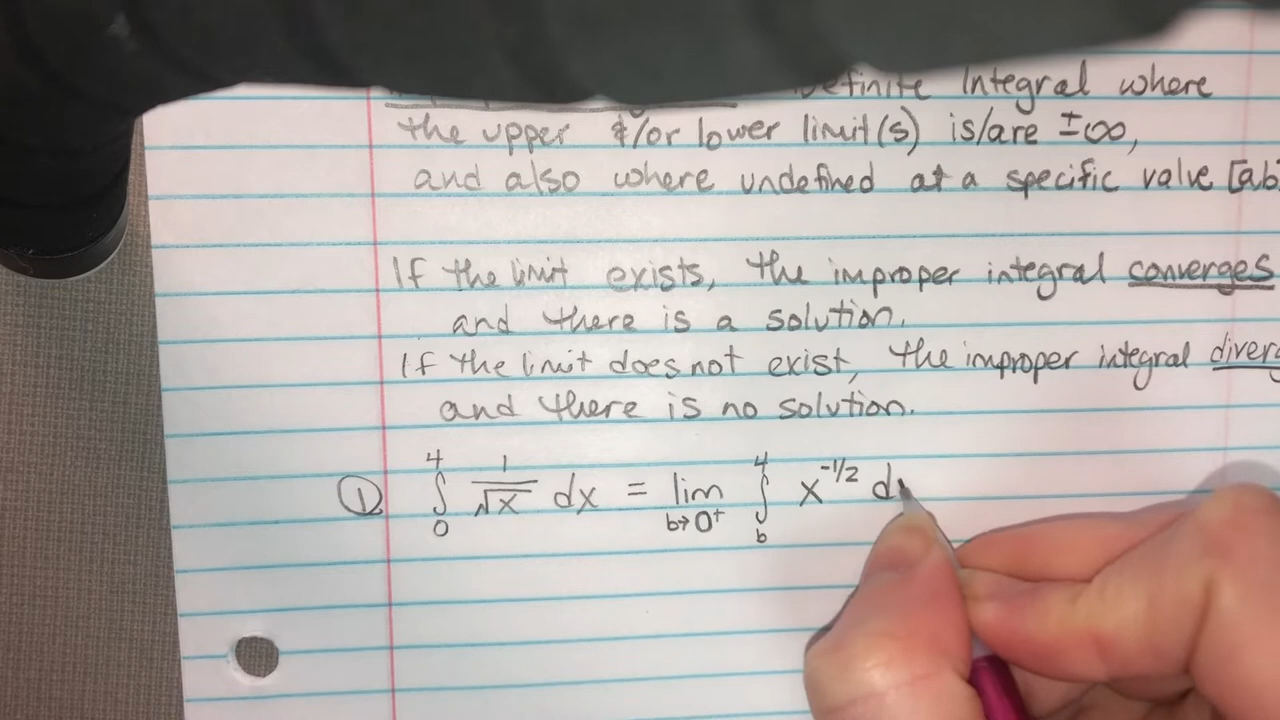 Definite Integral where
the upper &/or lower limit(s) is/are ±∞,
and also where undefined at a specific value [ab]
If the limit exists, the improper integral converges
and there is a solution.
If the limit does not exist, the improper integral diverg
and there is no solution.
① ∫₀⁴ 1/√x dx = lim b→0⁺ ∫_b⁴ x^(-1/2) dx